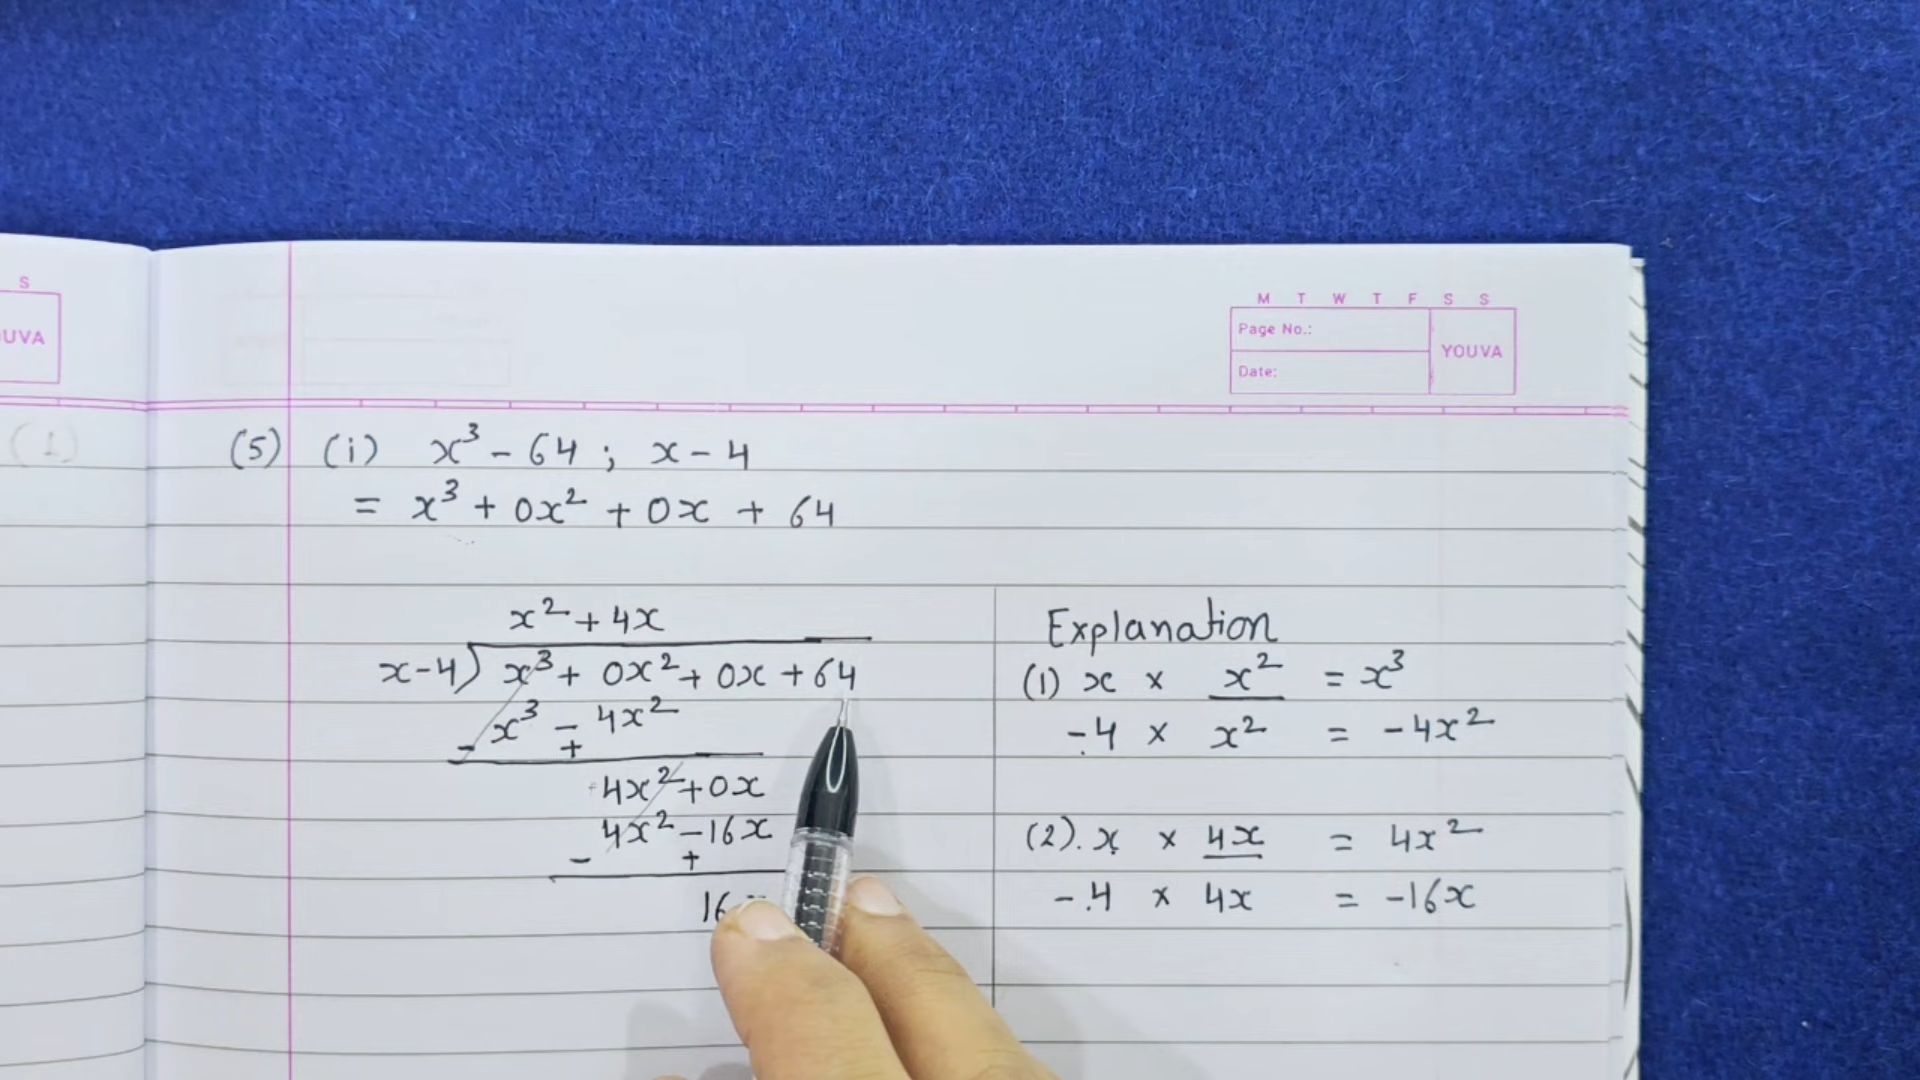 S
OUVA
M T W T F S S
Page No.:
YOUVA
Date:
(1)
(5) (i) x³ - 64 ; x - 4
= x³ + 0x² + 0x + 64
x² + 4x
x-4) x³ + 0x² + 0x + 64
x³ - 4x²
- +
4x² + 0x
4x² - 16x
- +
16
Explanation
(1) x × x² = x³
-4 × x² = -4x²
(2). x × 4x = 4x²
-4 × 4x = -16x